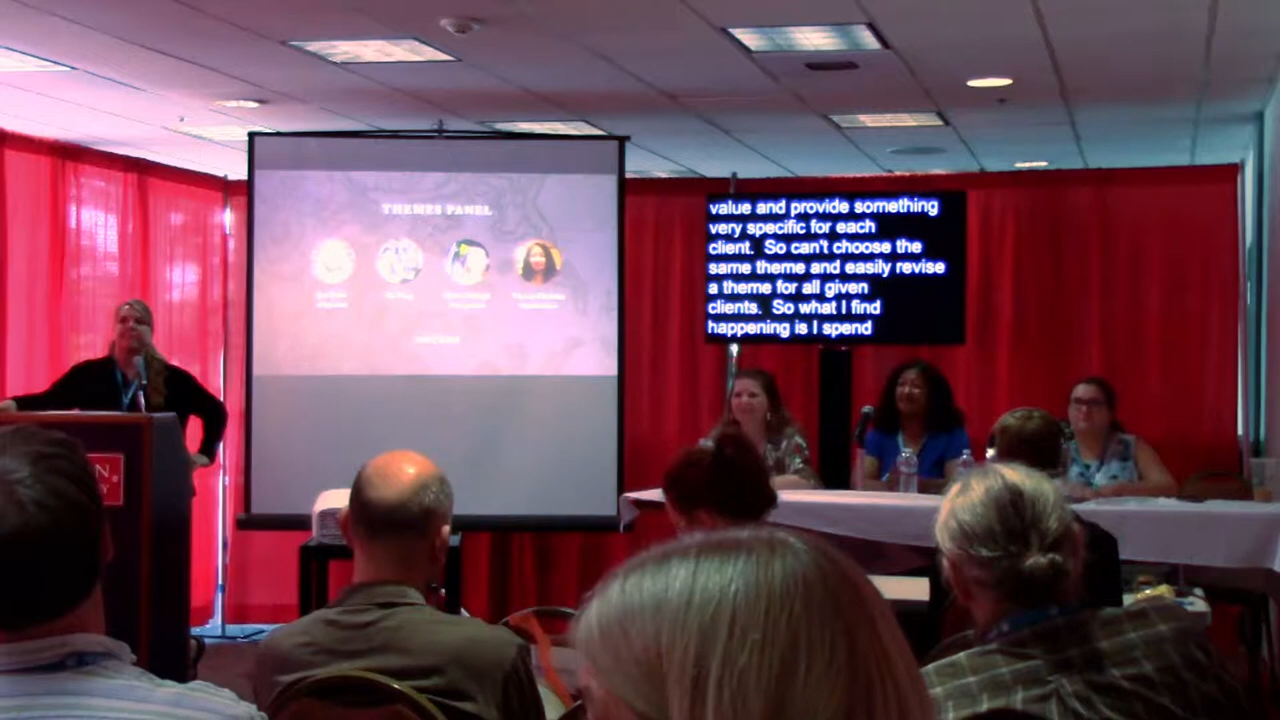 THEMES PANEL
value and provide something
very specific for each
client.  So can't choose the
same theme and easily revise
a theme for all given
clients.  So what I find
happening is I spend